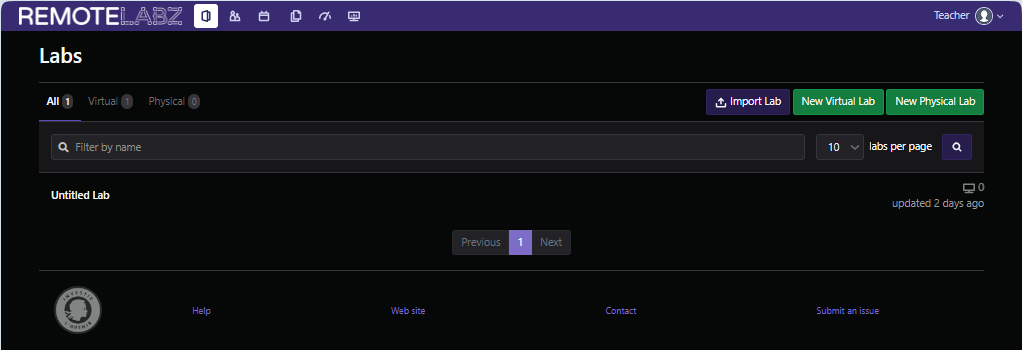 REMOTELABZ
Teacher
Labs
All 1 Virtual 1 Physical 0
Import Lab New Virtual Lab New Physical Lab
Filter by name 10 labs per page
Untitled Lab 0
updated 2 days ago
Previous 1 Next
INVESTIR
L'AVENIR
Help Web site Contact Submit an issue